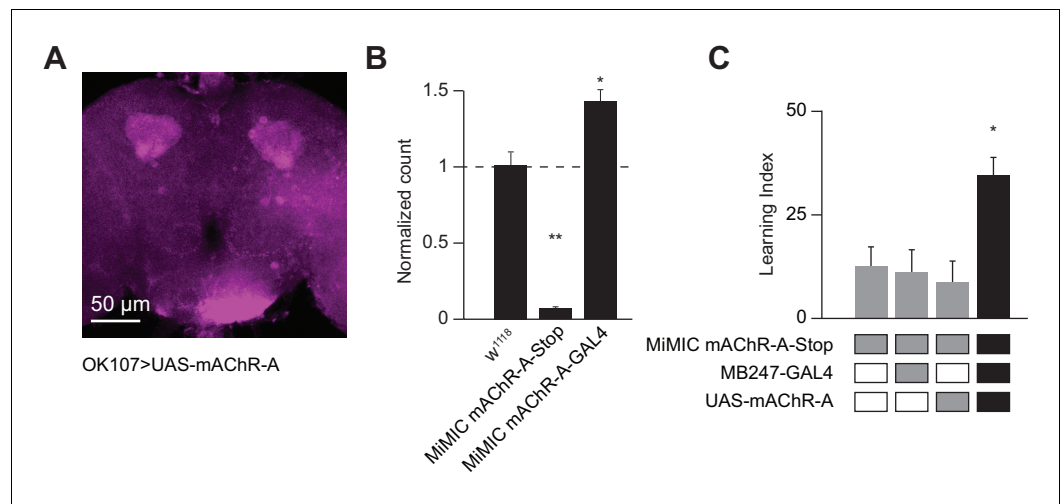 A
50 µm
OK107>UAS-mAChR-A
B
Normalized count
1.5
1
0.5
0
*
**
w1118
MiMIC mAChR-A-Stop
MiMIC mAChR-A-GAL4
C
Learning Index
50
25
0
*
MiMIC mAChR-A-Stop
MB247-GAL4
UAS-mAChR-A